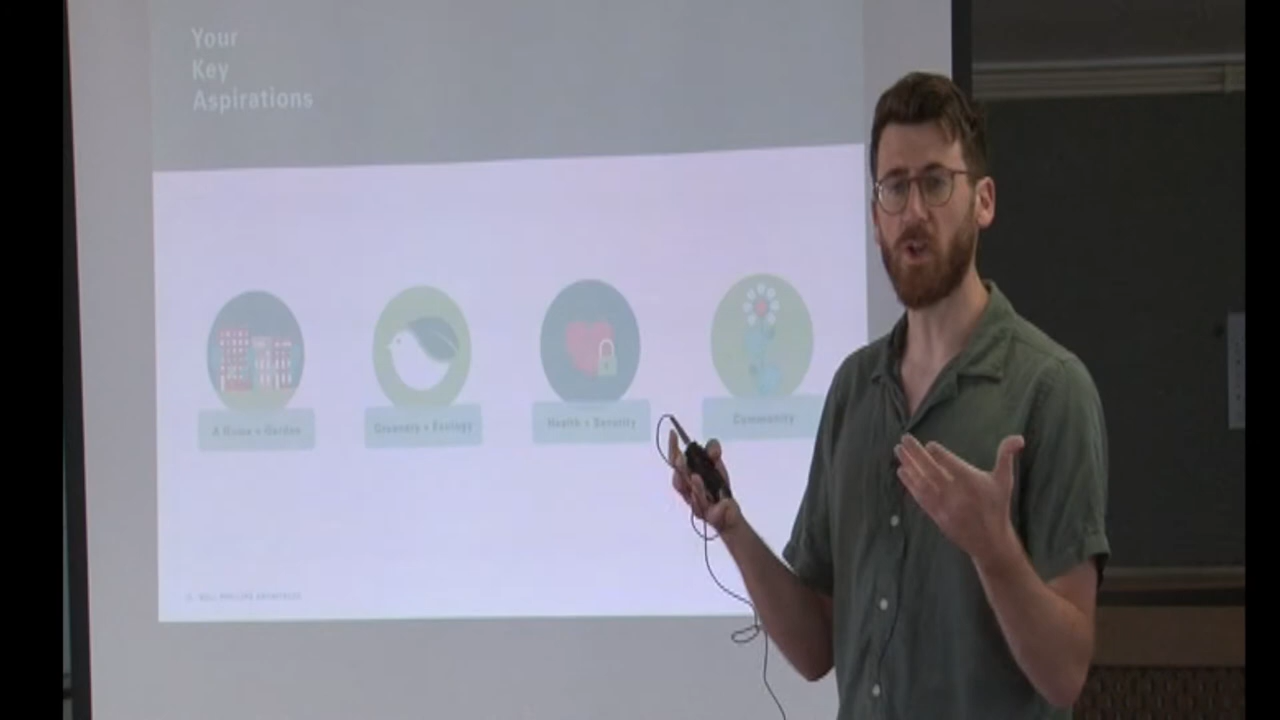 Your
Key
Aspirations
A Home + Garden
Greenery + Ecology
Health + Security
Community